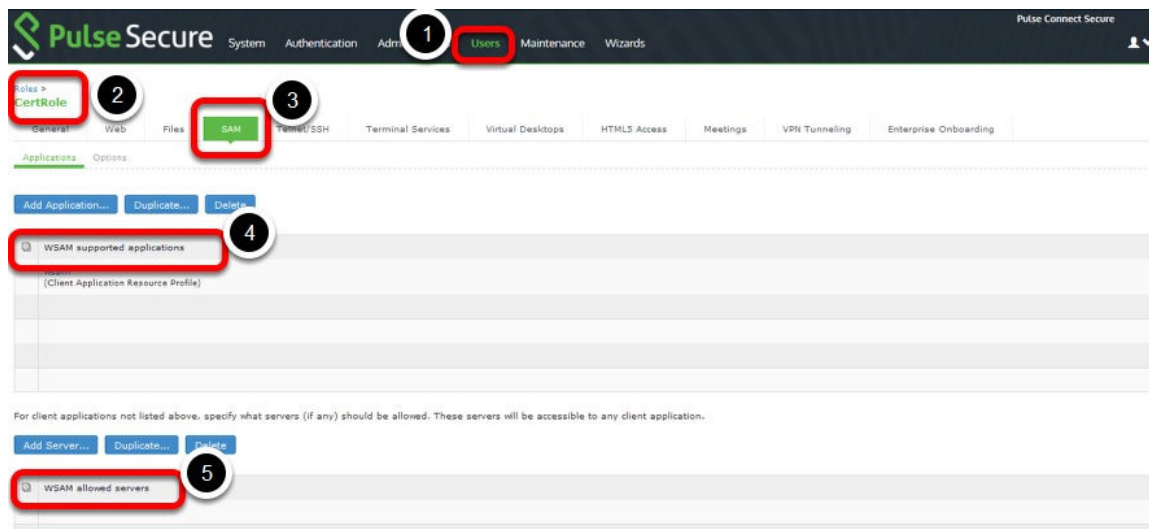 Pulse Connect Secure
Pulse Secure System Authentication Adm 1 Users Maintenance Wizards
Roles >
CertRole
2
3
General Web Files SAM Telnet/SSH Terminal Services Virtual Desktops HTML5 Access Meetings VPN Tunneling Enterprise Onboarding
Applications Options
Add Application... Duplicate... Delete
4
WSAM supported applications
(Client Application Resource Profile)
For client applications not listed above, specify what servers (if any) should be allowed. These servers will be accessible to any client application.
Add Server... Duplicate... Delete
5
WSAM allowed servers